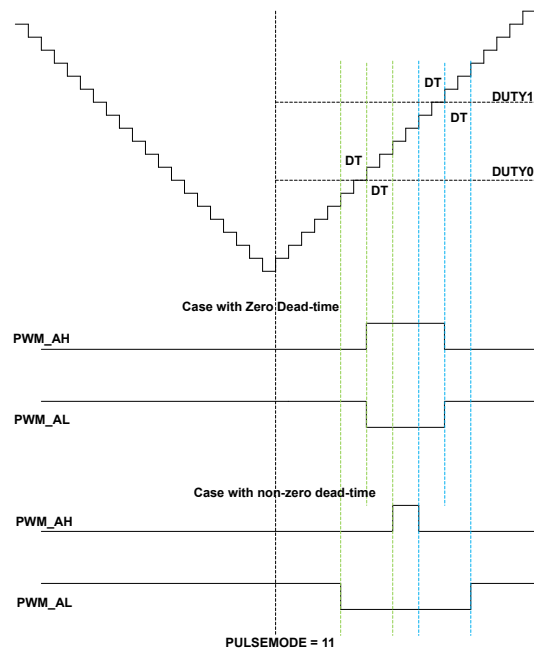 DT
DUTY1
DT
DT
DUTY0
DT
Case with Zero Dead-time
PWM_AH
PWM_AL
Case with non-zero dead-time
PWM_AH
PWM_AL
PULSEMODE = 11